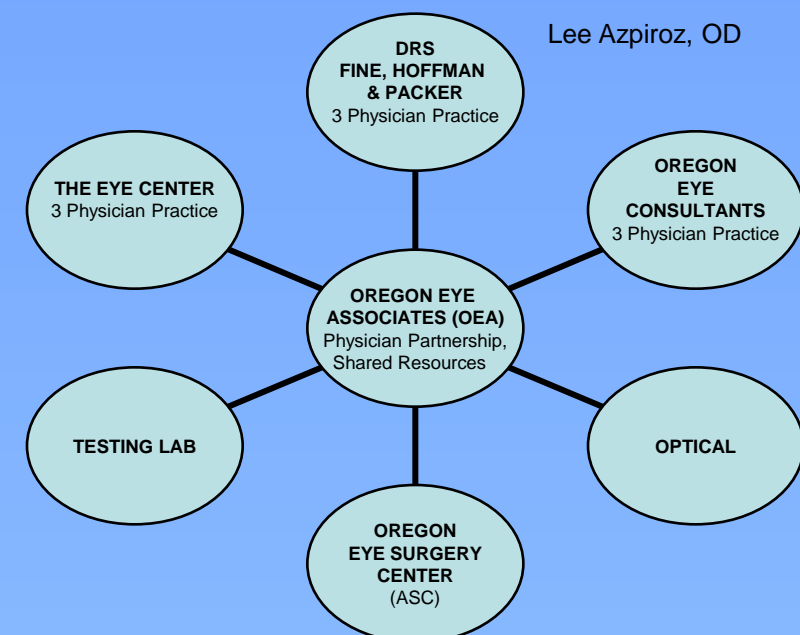 Lee Azpiroz, OD
DRS
FINE, HOFFMAN
& PACKER
3 Physician Practice
THE EYE CENTER
3 Physician Practice
OREGON
EYE
CONSULTANTS
3 Physician Practice
OREGON EYE
ASSOCIATES (OEA)
Physician Partnership,
Shared Resources
TESTING LAB
OPTICAL
OREGON
EYE SURGERY
CENTER
(ASC)